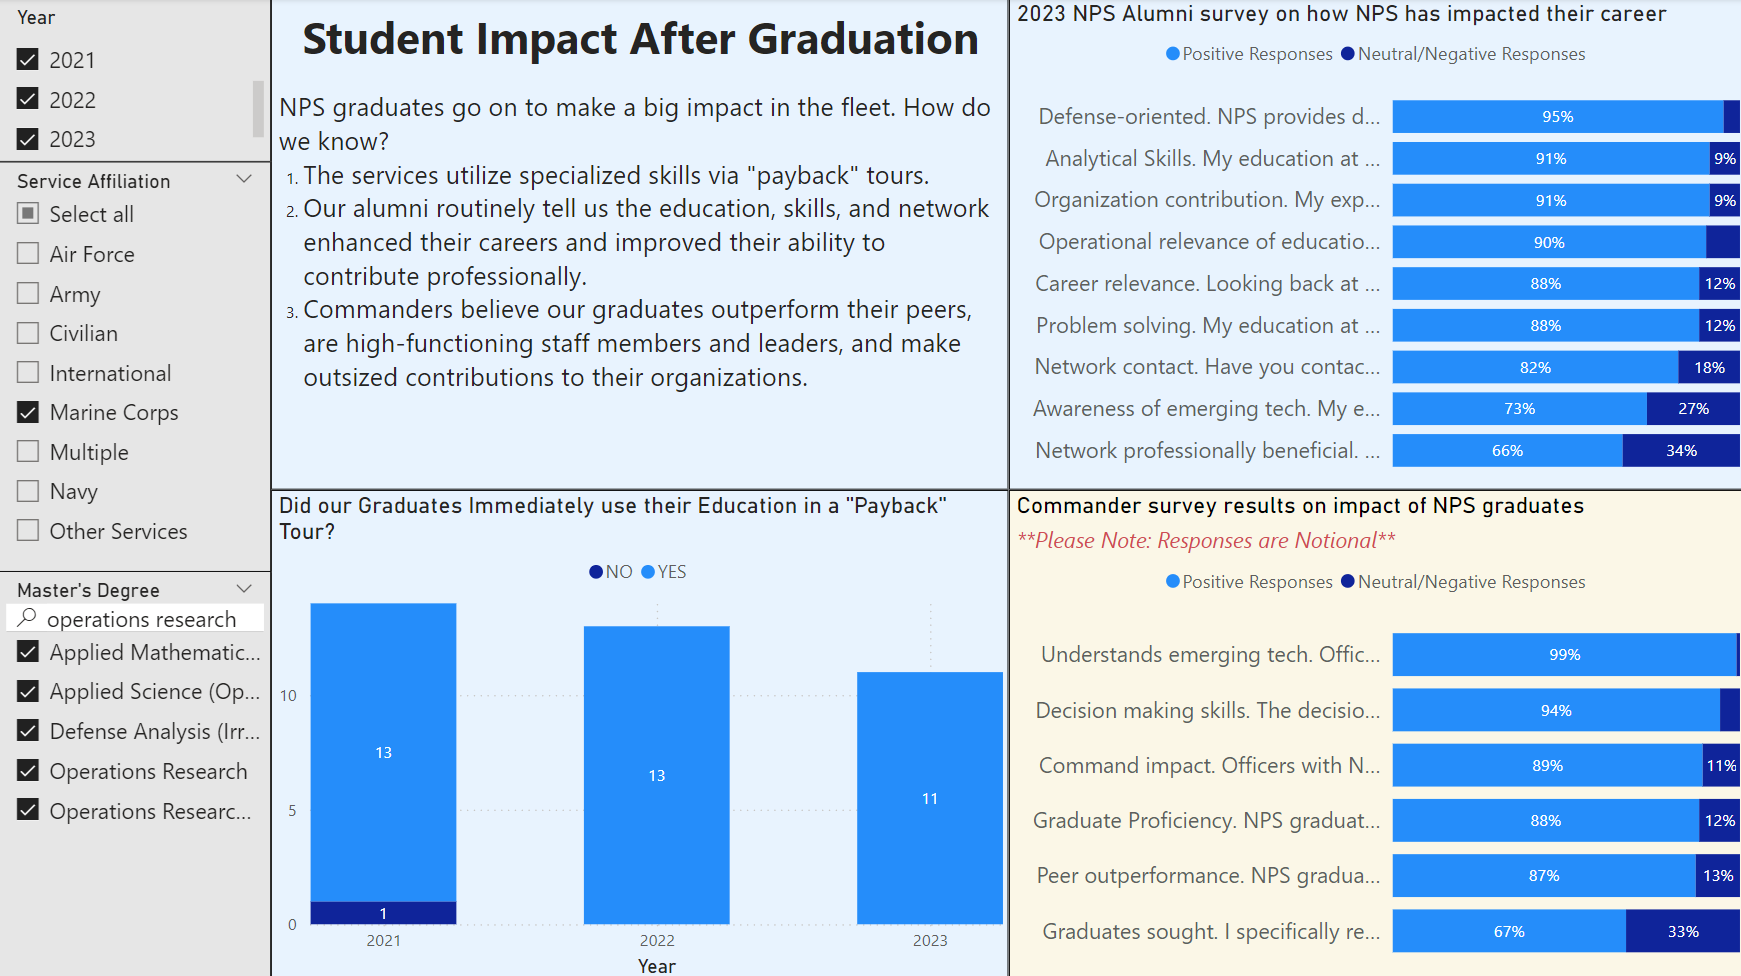 Year
2021
2022
2023
Service Affiliation
Select all
Air Force
Army
Civilian
International
Marine Corps
Multiple
Navy
Other Services
Master's Degree
operations research
Applied Mathematic...
Applied Science (Op...
Defense Analysis (Irr...
Operations Research
Operations Researc...
Student Impact After Graduation
NPS graduates go on to make a big impact in the fleet. How do
we know?
1. The services utilize specialized skills via "payback" tours.
2. Our alumni routinely tell us the education, skills, and network
enhanced their careers and improved their ability to
contribute professionally.
3. Commanders believe our graduates outperform their peers,
are high-functioning staff members and leaders, and make
outsized contributions to their organizations.
2023 NPS Alumni survey on how NPS has impacted their career
Positive Responses Neutral/Negative Responses
Defense-oriented. NPS provides d... 95%
Analytical Skills. My education at ... 91% 9%
Organization contribution. My exp... 91% 9%
Operational relevance of educatio... 90%
Career relevance. Looking back at ... 88% 12%
Problem solving. My education at ... 88% 12%
Network contact. Have you contac... 82% 18%
Awareness of emerging tech. My e... 73% 27%
Network professionally beneficial. ... 66% 34%
Did our Graduates Immediately use their Education in a "Payback"
Tour?
NO YES
10
5
0
13
1
13
11
2021 2022 2023
Year
Commander survey results on impact of NPS graduates
**Please Note: Responses are Notional**
Positive Responses Neutral/Negative Responses
Understands emerging tech. Offic... 99%
Decision making skills. The decisio... 94%
Command impact. Officers with N... 89% 11%
Graduate Proficiency. NPS graduat... 88% 12%
Peer outperformance. NPS gradua... 87% 13%
Graduates sought. I specifically re... 67% 33%